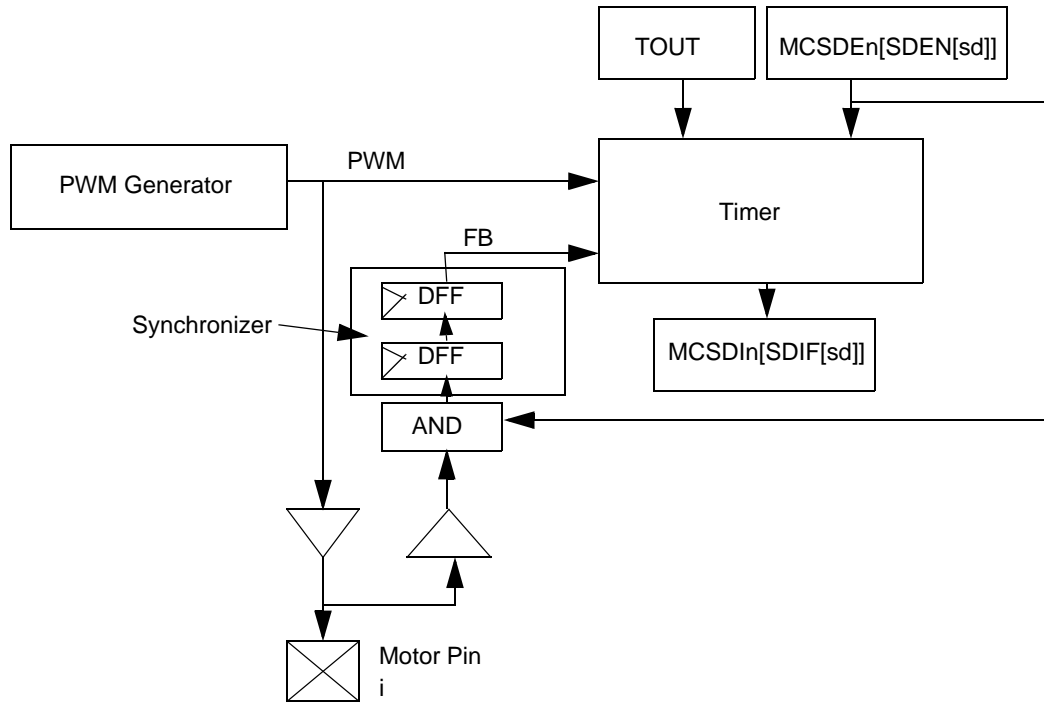 TOUT
MCSDEn[SDEN[sd]]
PWM Generator
PWM
Timer
FB
DFF
Synchronizer
DFF
MCSDIn[SDIF[sd]]
AND
Motor Pin
i